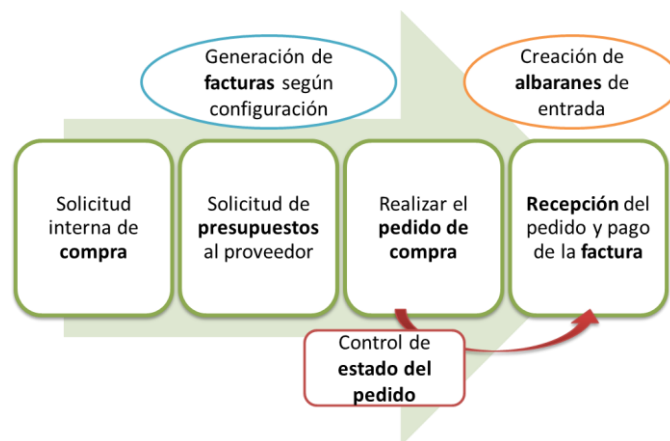 Generación de
facturas según
configuración
Creación de
albaranes de
entrada
Solicitud
interna de
compra
Solicitud de
presupuestos
al proveedor
Realizar el
pedido de
compra
Recepción del
pedido y pago
de la factura
Control de
estado del
pedido